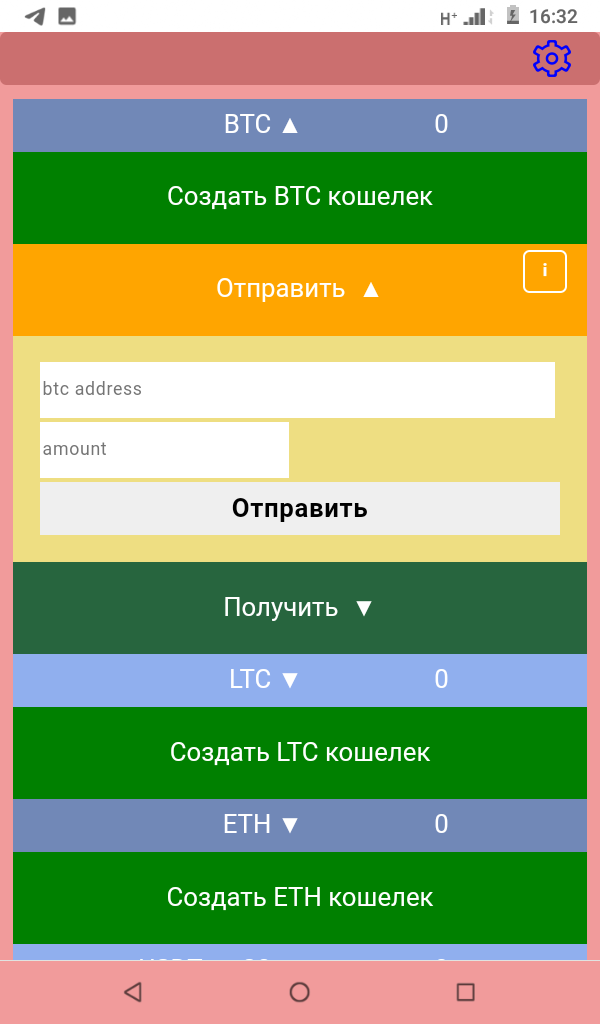 H+ 16:32
BTC ▲ 0
Создать BTC кошелек
i
Отправить ▲
btc address
amount
Отправить
Получить ▼
LTC ▼ 0
Создать LTC кошелек
ETH ▼ 0
Создать ETH кошелек